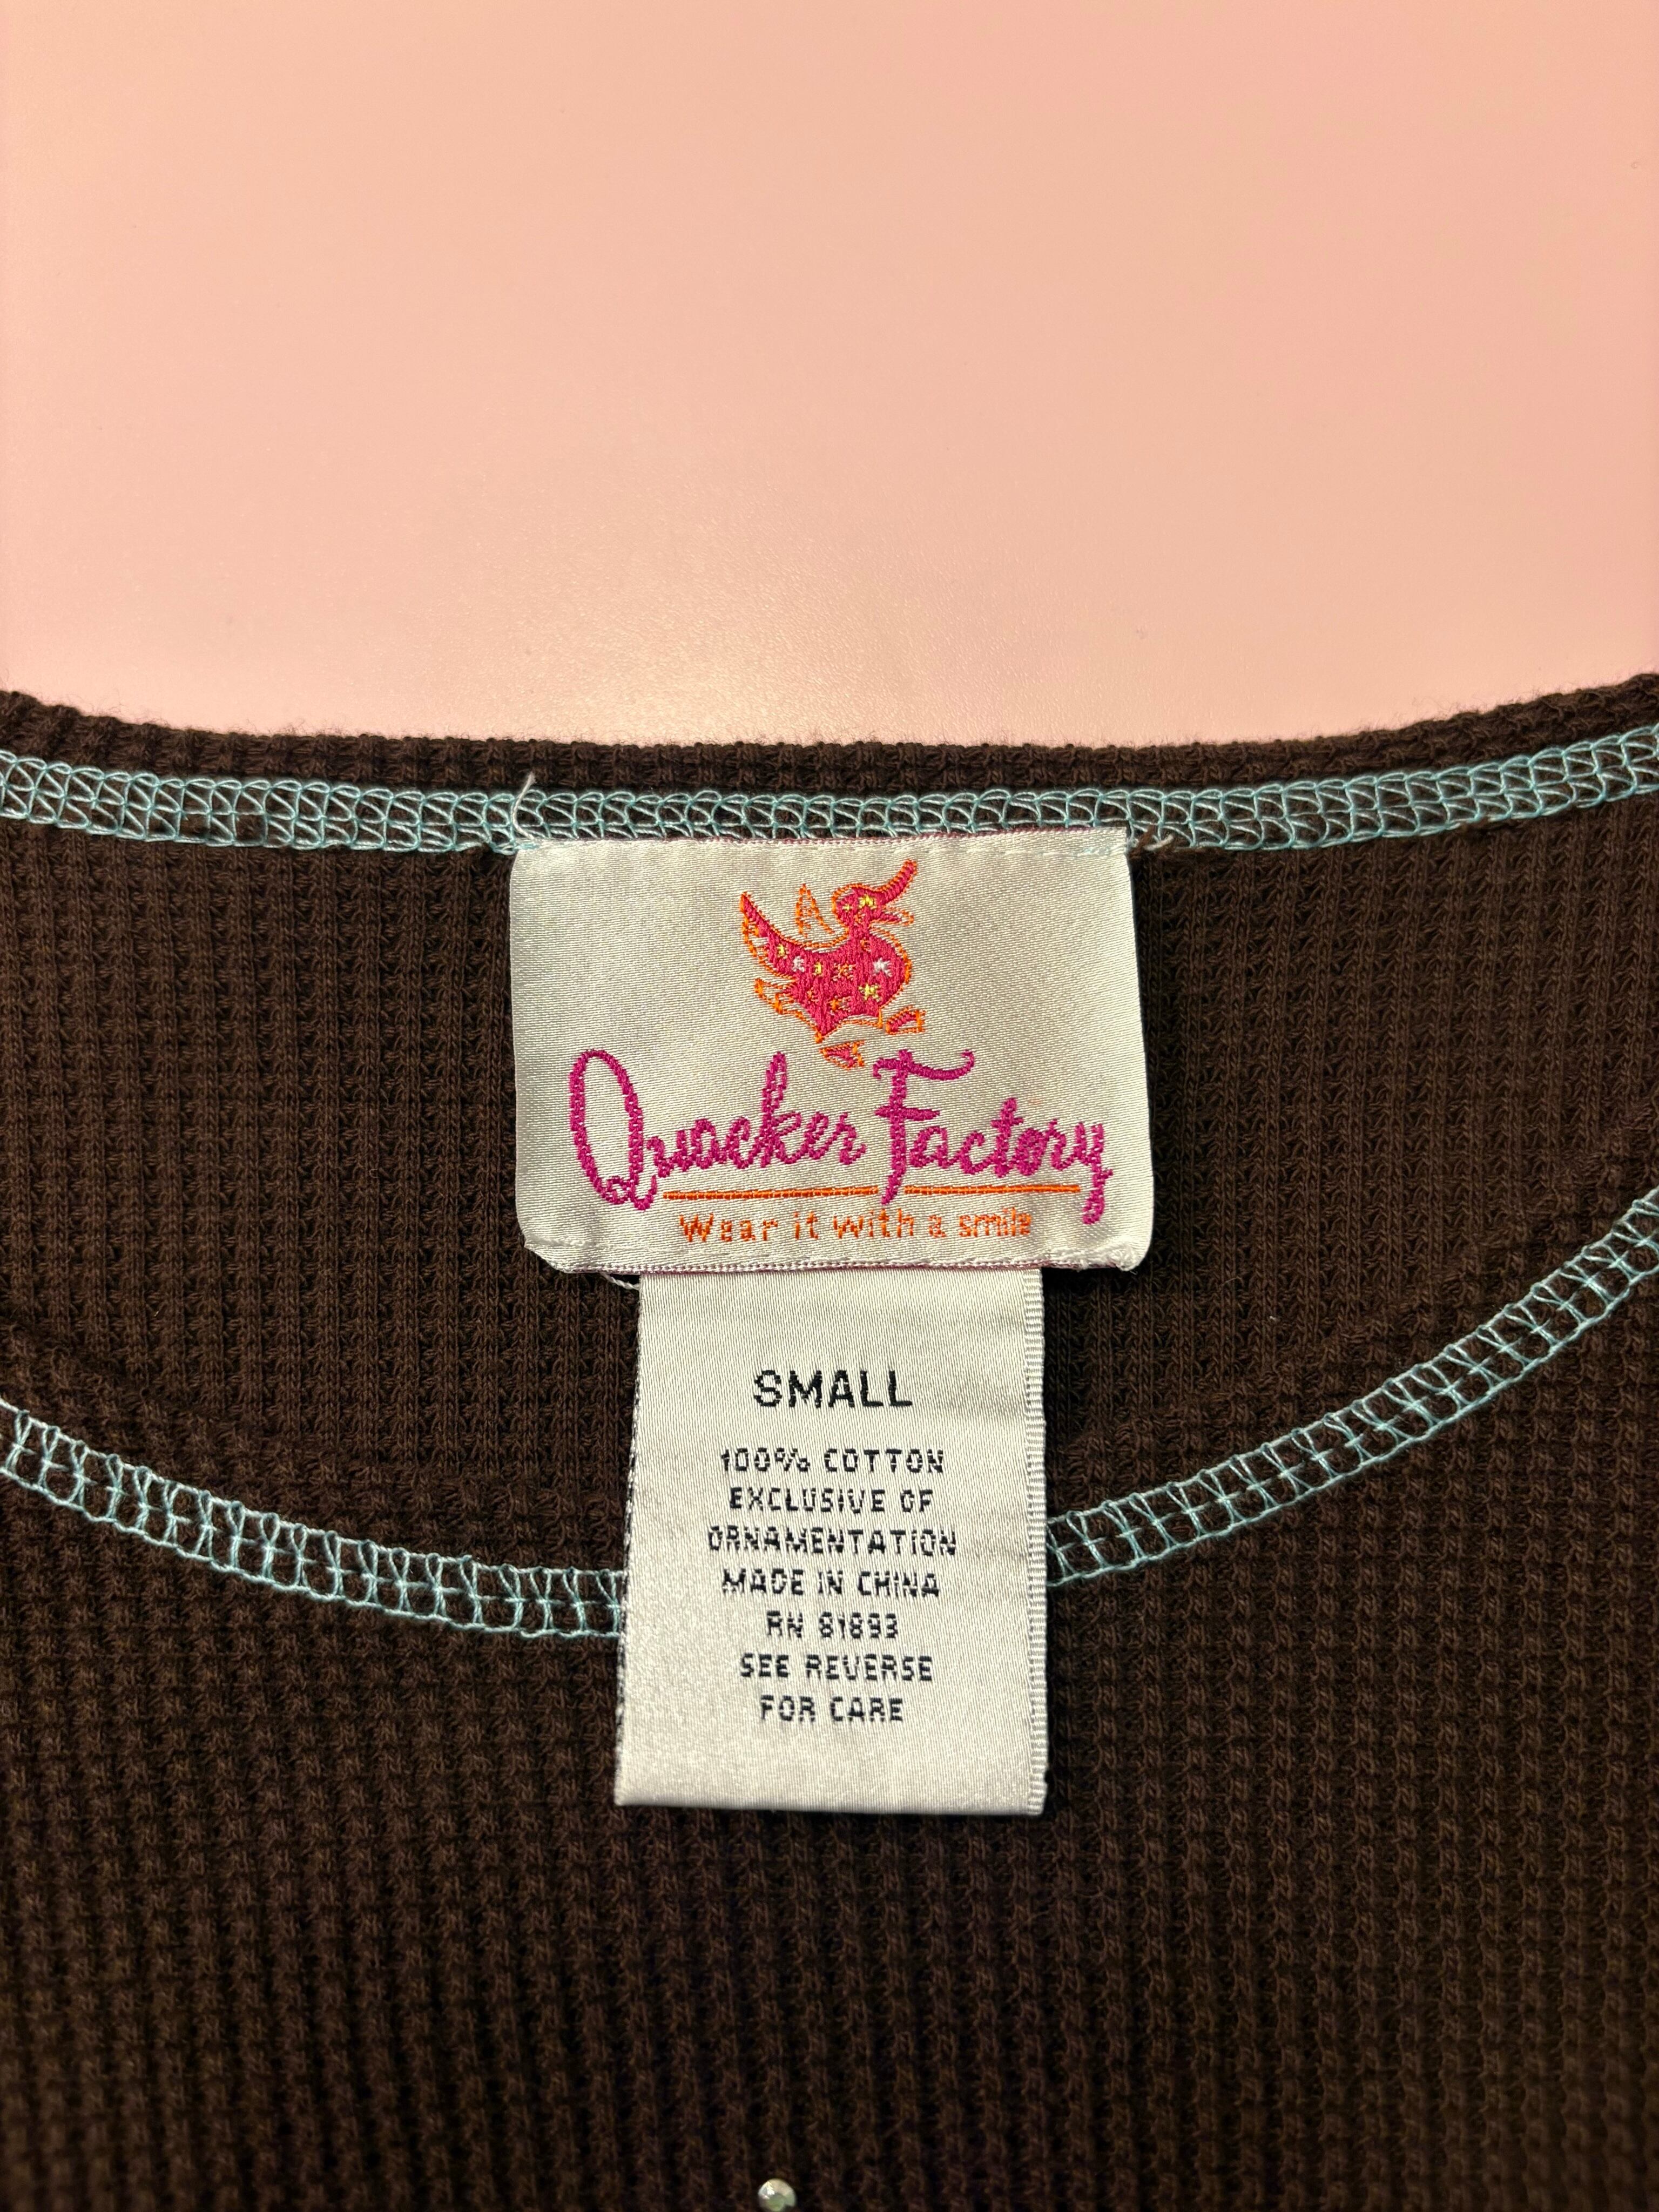 Quacker Factory
Wear it with a smile
SMALL
100% COTTON
EXCLUSIVE OF
ORNAMENTATION
MADE IN CHINA
RN 81893
SEE REVERSE
FOR CARE